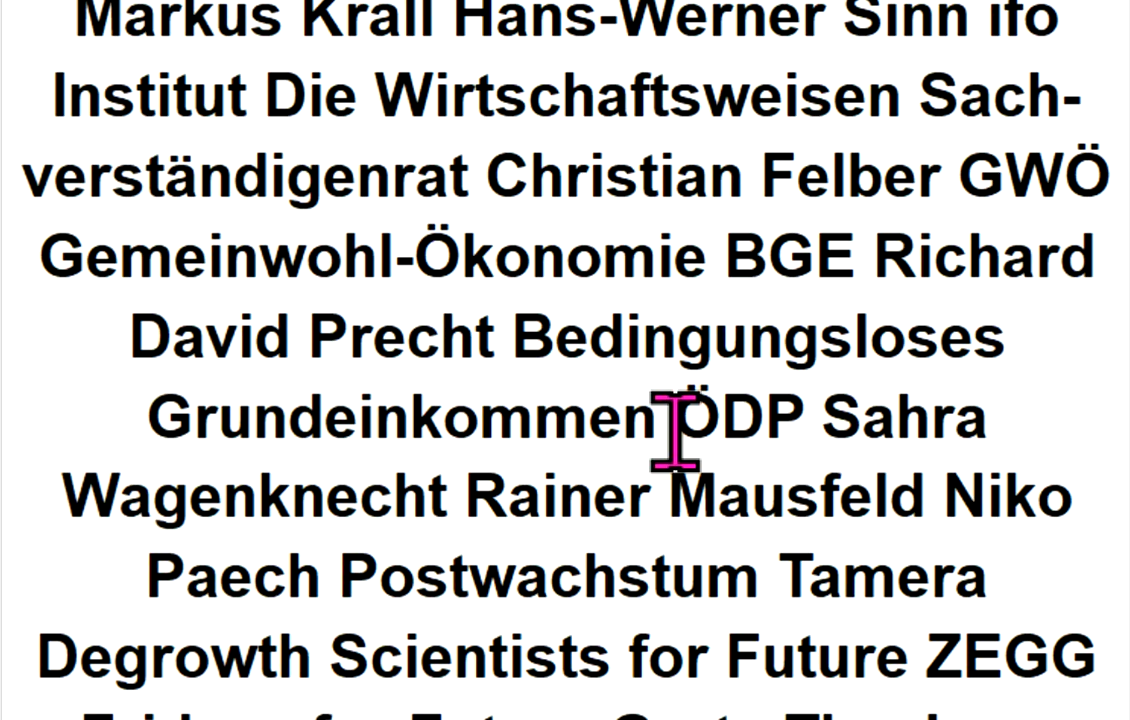 Markus Krall Hans-Werner Sinn ifo
Institut Die Wirtschaftsweisen Sach-
verständigenrat Christian Felber GWÖ
Gemeinwohl-Ökonomie BGE Richard
David Precht Bedingungsloses
Grundeinkommen ÖDP Sahra
Wagenknecht Rainer Mausfeld Niko
Paech Postwachstum Tamera
Degrowth Scientists for Future ZEGG